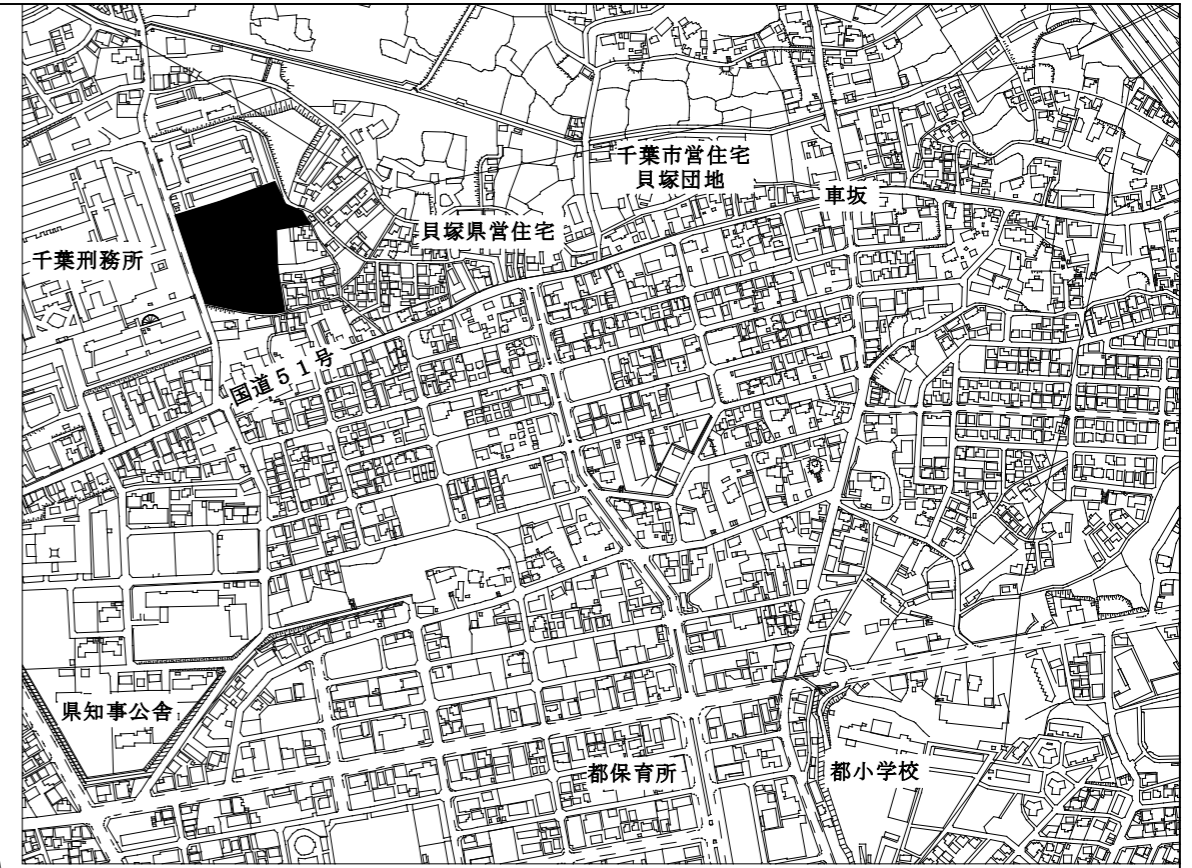 千葉市営住宅
貝塚団地
車坂
貝塚県営住宅
千葉刑務所
国道５１号
県知事公舎
都保育所
都小学校